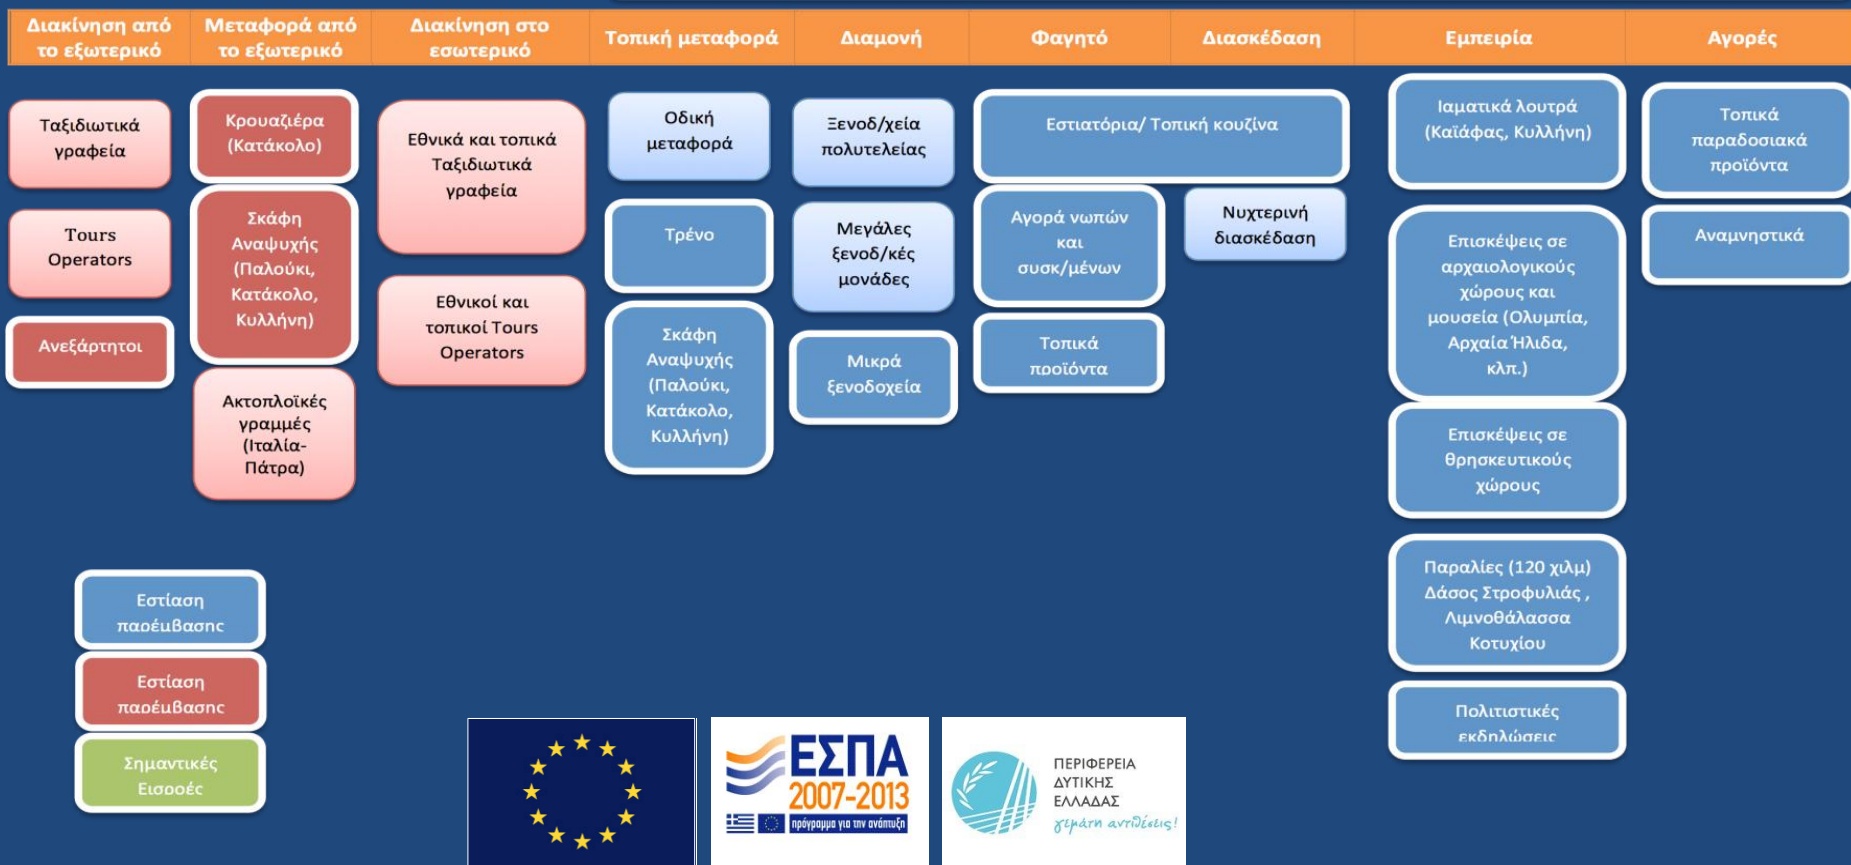 Διακίνηση από
το εξωτερικό
Μεταφορά από
το εξωτερικό
Διακίνηση στο
εσωτερικό
Τοπική μεταφορά
Διαμονή
Φαγητό
Διασκέδαση
Εμπειρία
Αγορές
Ταξιδιωτικά
γραφεία
Tours
Operators
Ανεξάρτητοι
Κρουαζιέρα
(Κατάκολο)
Σκάφη
Αναψυχής
(Παλούκι,
Κατάκολο,
Κυλλήνη)
Ακτοπλοϊκές
γραμμές
(Ιταλία-
Πάτρα)
Εθνικά και τοπικά
Ταξιδιωτικά
γραφεία
Εθνικοί και
τοπικοί Tours
Operators
Οδική
μεταφορά
Τρένο
Σκάφη
Αναψυχής
(Παλούκι,
Κατάκολο,
Κυλλήνη)
Ξενοδ/χεία
πολυτελείας
Μεγάλες
ξενοδ/κές
μονάδες
Μικρά
ξενοδοχεία
Εστιατόρια/ Τοπική κουζίνα
Αγορά νωπών
και
συσκ/μένων
Τοπικά
προϊόντα
Νυχτερινή
διασκέδαση
Ιαματικά λουτρά
(Καϊάφας, Κυλλήνη)
Επισκέψεις σε
αρχαιολογικούς
χώρους και
μουσεία (Ολυμπία,
Αρχαία Ήλιδα,
κλπ.)
Επισκέψεις σε
θρησκευτικούς
χώρους
Παραλίες (120 χιλμ)
Δάσος Στροφυλιάς ,
Λιμνοθάλασσα
Κοτυχίου
Πολιτιστικές
εκδηλώσεις
Τοπικά
παραδοσιακά
προϊόντα
Αναμνηστικά
Εστίαση
παρέμβασης
Εστίαση
παρέμβασης
Σημαντικές
Εισροές
ΕΣΠΑ
2007-2013
πρόγραμμα για την ανάπτυξη
ΠΕΡΙΦΕΡΕΙΑ
ΔΥΤΙΚΗΣ
ΕΛΛΑΔΑΣ
γεμάτη αντιθέσεις!